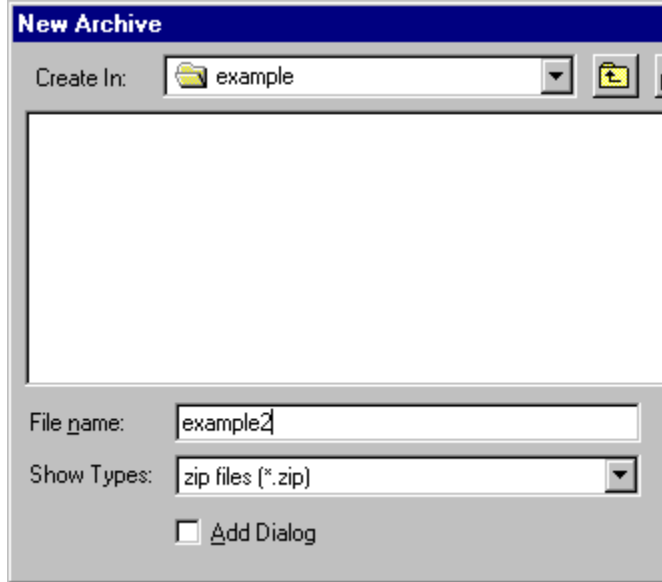 New Archive
Create In: example
File name: example2
Show Types: zip files (*.zip)
Add Dialog